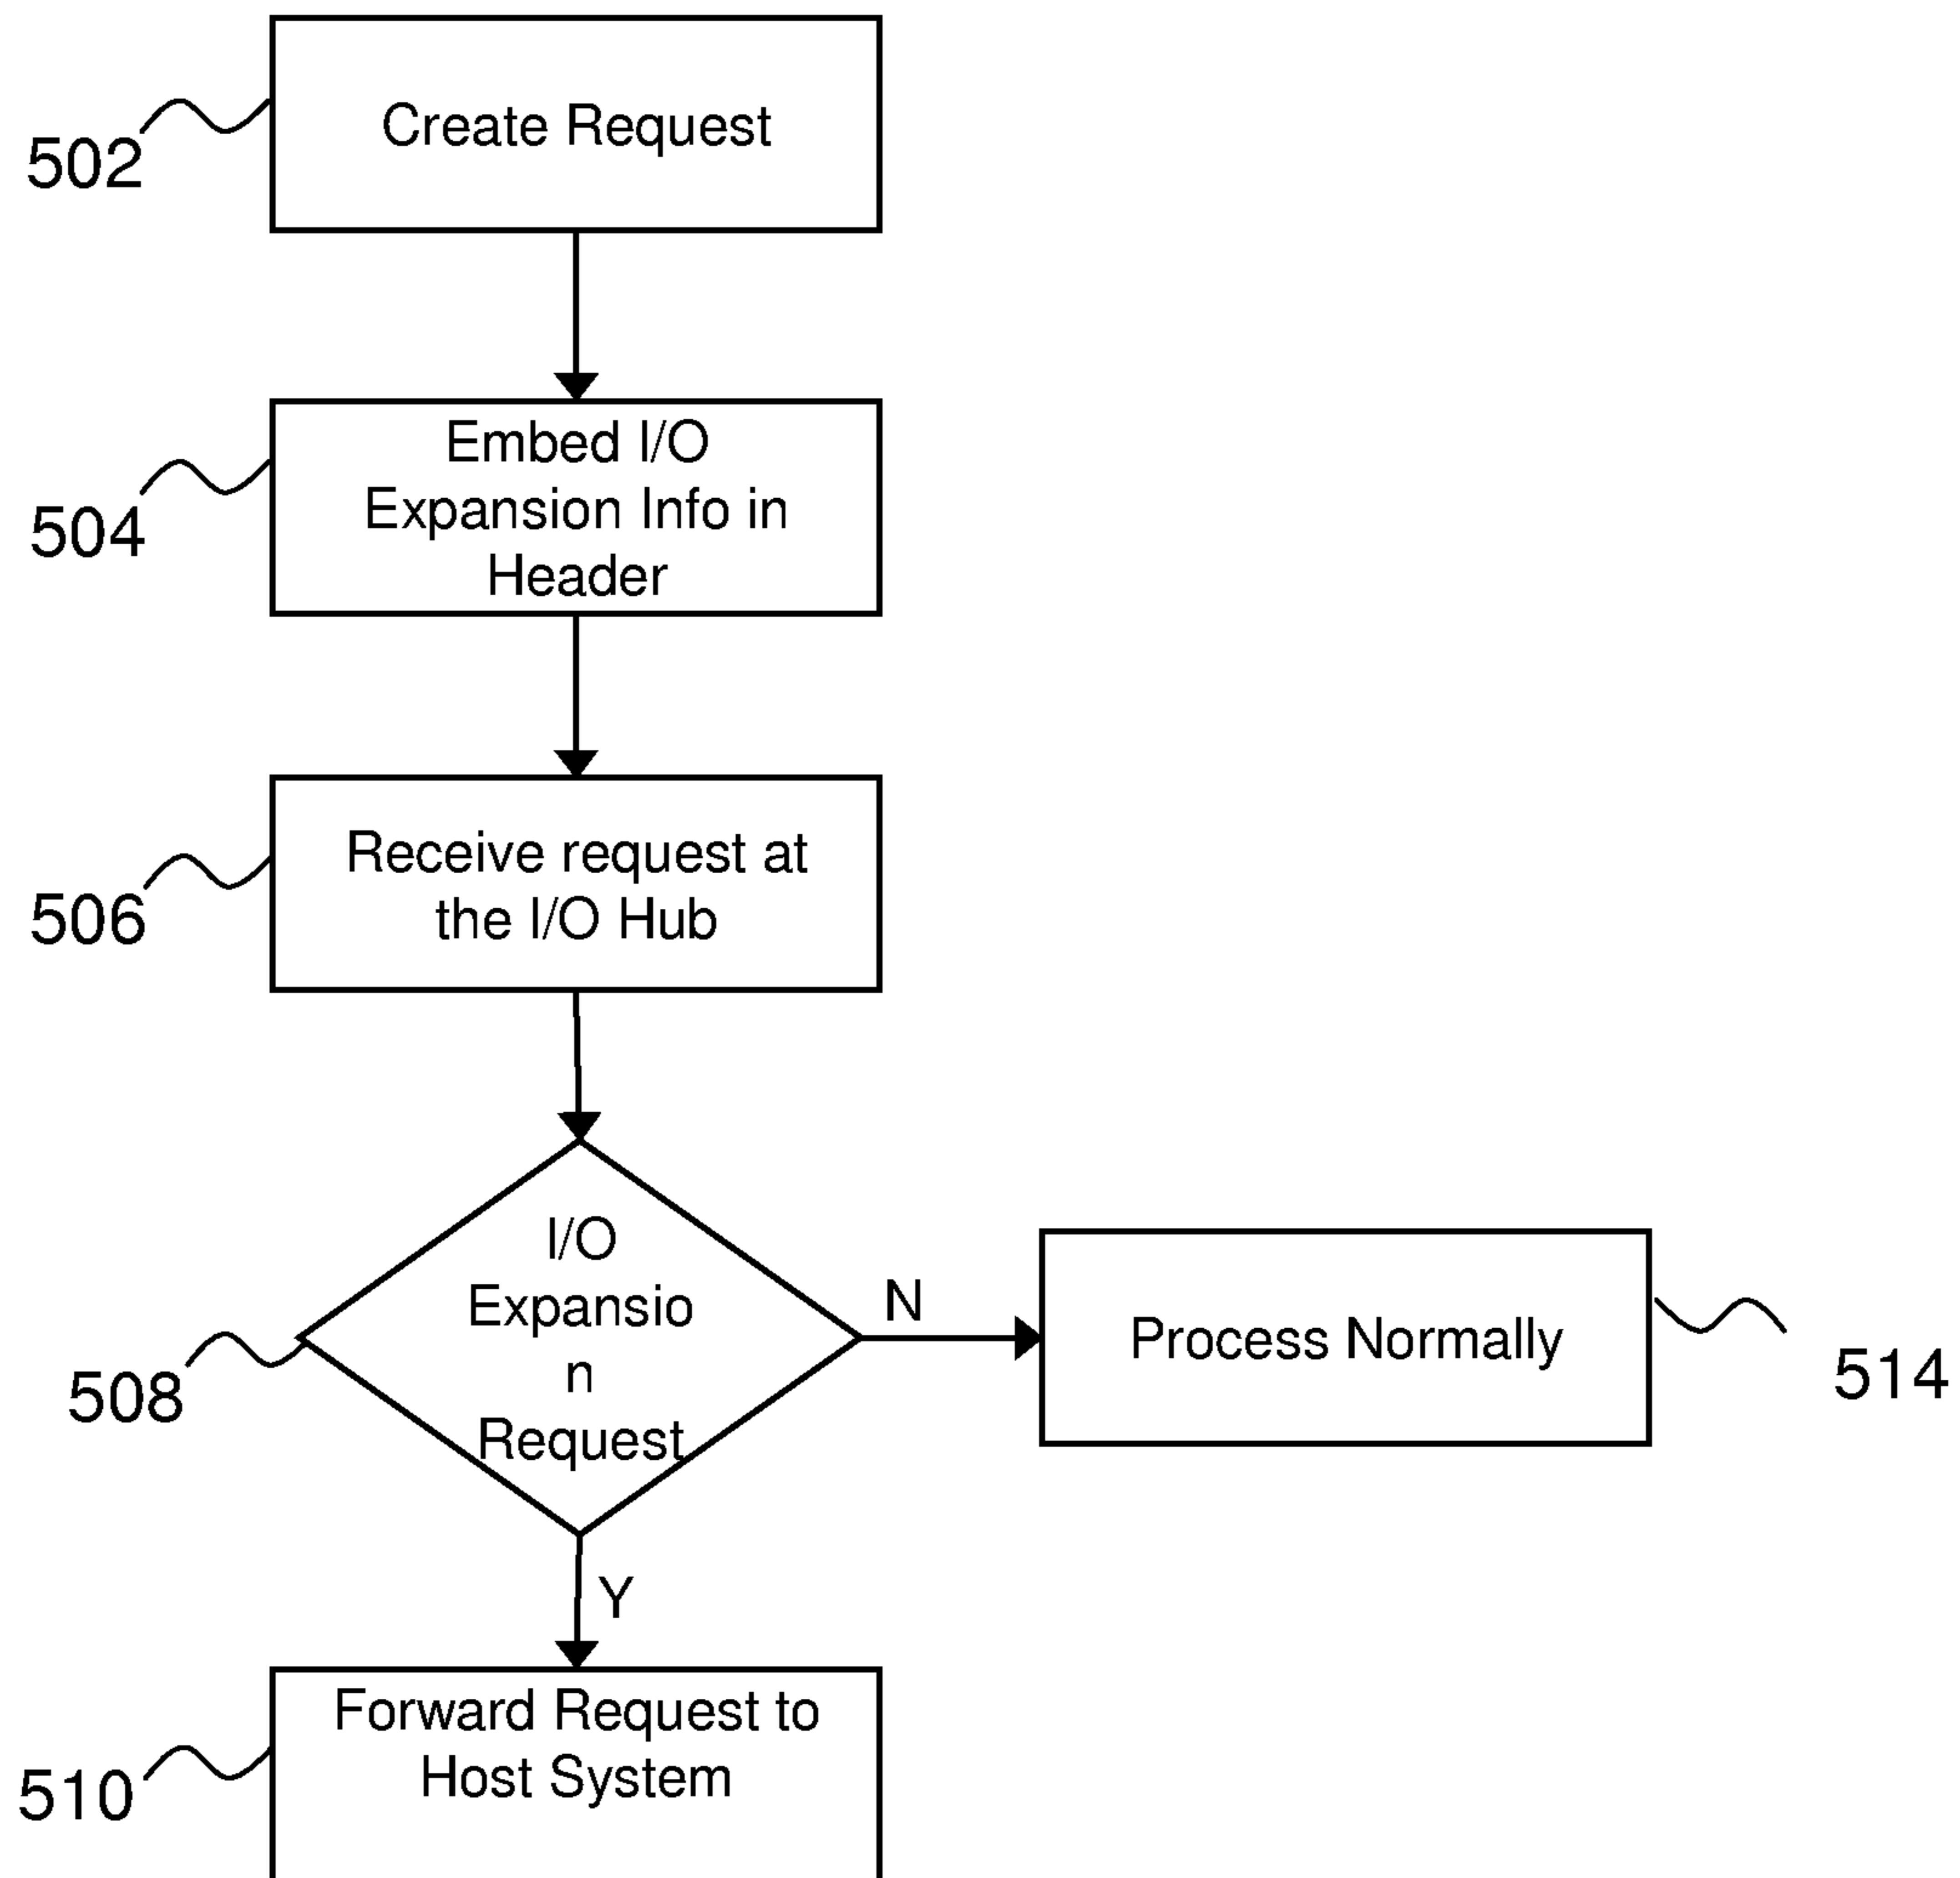 Create Request
502
Embed I/O
Expansion Info in
Header
504
Receive request at
the I/O Hub
506
I/O
Expansio
n
Request
508
N
Process Normally
514
Y
Forward Request to
Host System
510